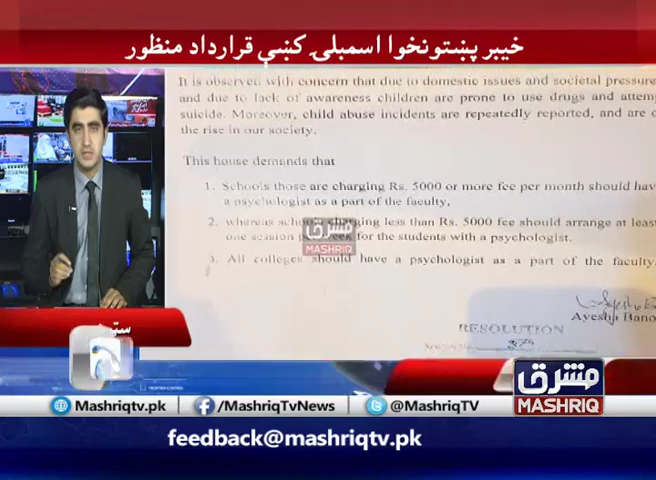 خیبر پښتونخوا اسمبلۍ کښې قرارداد منظور
It is observed with concern that due to domestic issues and societal pressure
and due to lack of awareness children are prone to use drugs and attemp
suicide. Moreover, child abuse incidents are repeatedly reported, and are o
the rise in our society.
This house demands that
1. Schools those are charging Rs. 5000 or more fee per month should hav
a psychologist as a part of the faculty,
2. whereas schools charging less than Rs. 5000 fee should arrange at least
one session per week for the students with a psychologist.
3. All colleges should have a psychologist as a part of the faculty.
مشرق
MASHRIQ
Ayesha Bano
RESOLUTION
مشرق
MASHRIQ
Mashriqtv.pk
/MashriqTvNews
@MashriqTV
feedback@mashriqtv.pk